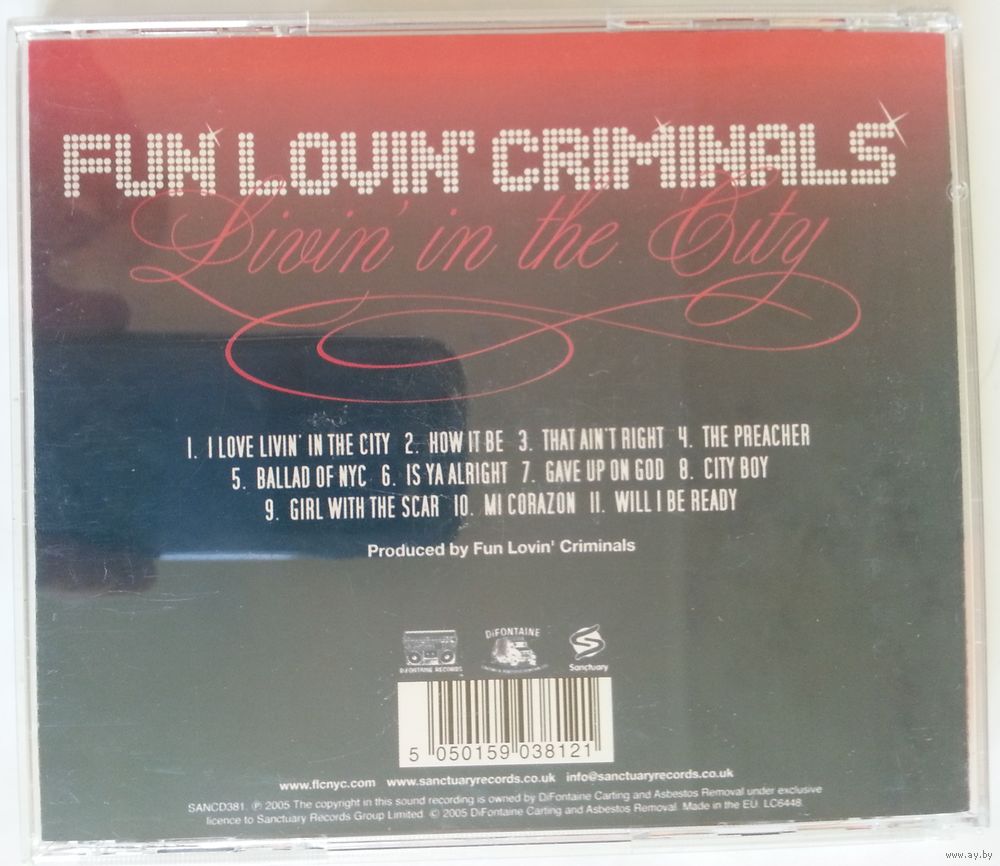 FUN LOVIN' CRIMINALS
Livin' in the City
1. I LOVE LIVIN' IN THE CITY 2. HOW IT BE 3. THAT AIN'T RIGHT 4. THE PREACHER
5. BALLAD OF NYC 6. IS YA ALRIGHT 7. GAVE UP ON GOD 8. CITY BOY
9. GIRL WITH THE SCAR 10. MI CORAZON 11. WILL I BE READY
Produced by Fun Lovin' Criminals
DIFONTAINE RECORDS
DiFONTAINE
Sanctuary
5 050159 038121
www.flcnyc.com www.sanctuaryrecords.co.uk info@sanctuaryrecords.co.uk
SANCD381. ℗ 2005 The copyright in this sound recording is owned by DiFontaine Carting and Asbestos Removal under exclusive
licence to Sanctuary Records Group Limited. © 2005 DiFontaine Carting and Asbestos Removal. Made in the EU. LC6448.
www.ay.by